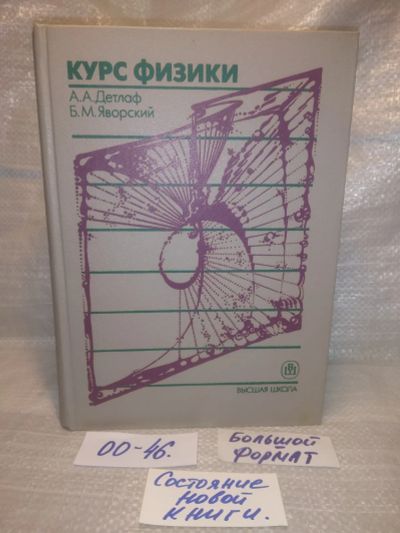 КУРС ФИЗИКИ
А.А.Детлаф
Б.М.Яворский
ВЫСШАЯ ШКОЛА
00-46.
Большой
формат
Состояние
новой
книги.